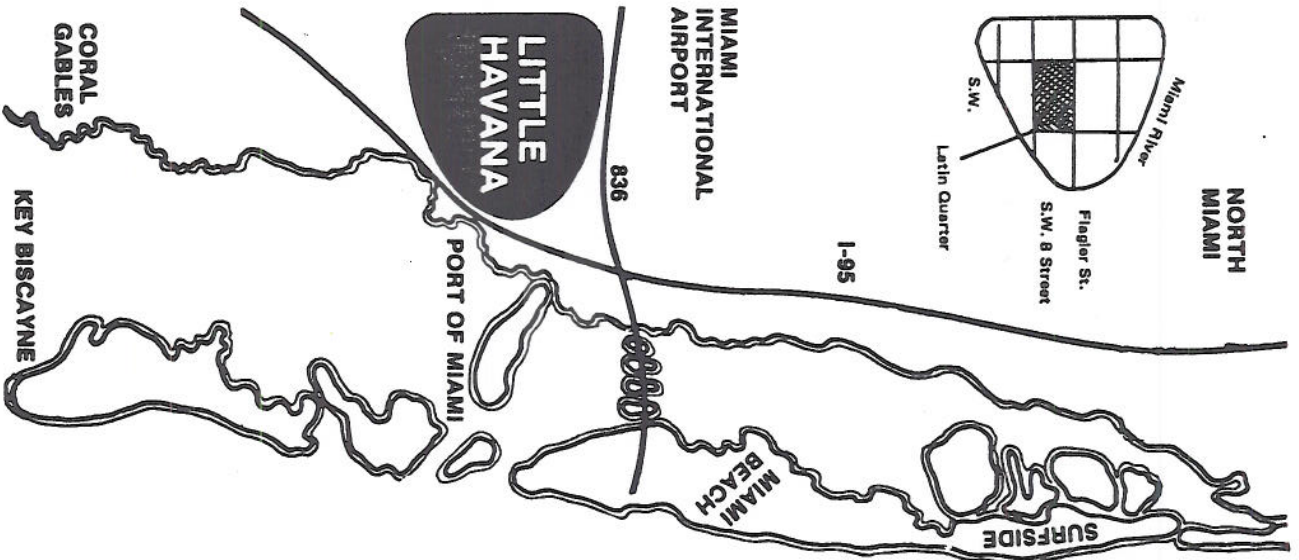 NORTH
MIAMI
Miami River
Flagler St.
S.W. 8 Street
S.W.
Latin Quarter
I-95
MIAMI
INTERNATIONAL
AIRPORT
836
LITTLE
HAVANA
SURFSIDE
MIAMI
BEACH
PORT OF MIAMI
CORAL
GABLES
KEY BISCAYNE